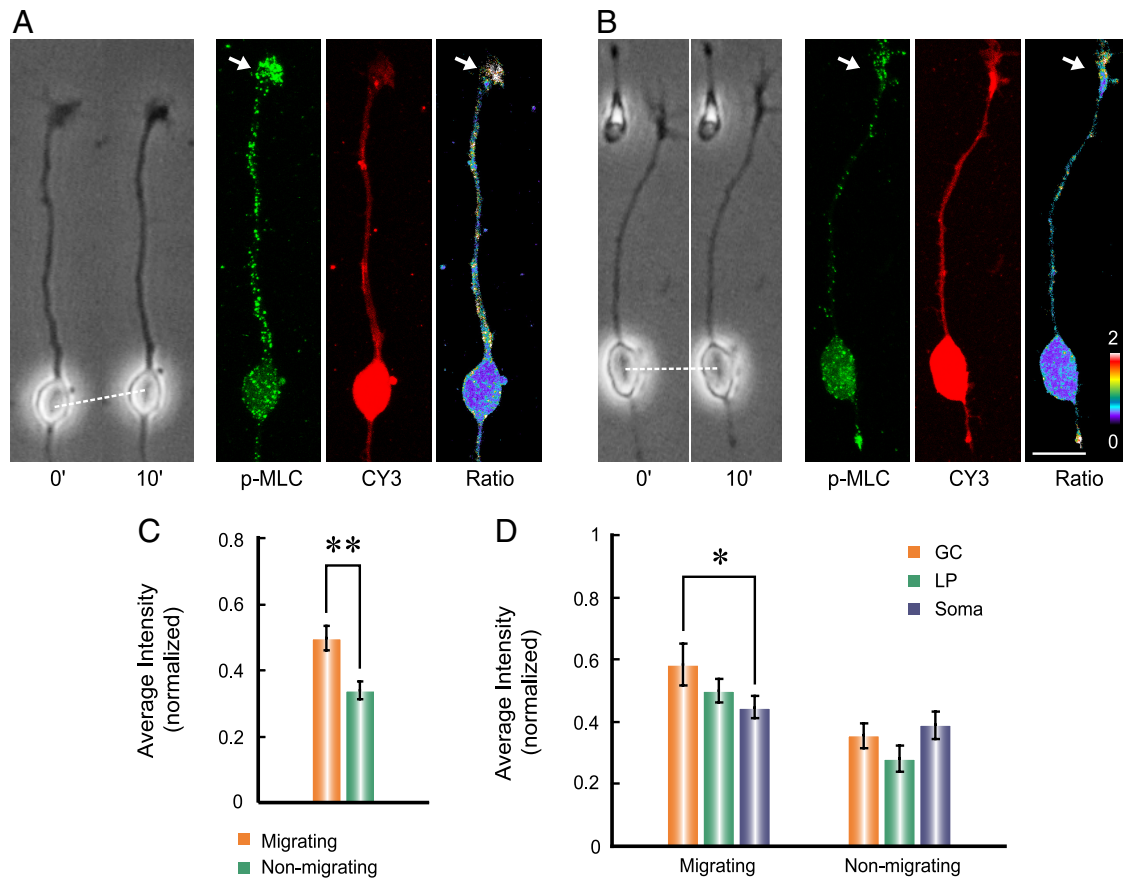 A
B
0'
10'
p-MLC
CY3
Ratio
0'
10'
p-MLC
CY3
Ratio
2
0
C
Average Intensity
(normalized)
0.8
0.6
0.4
0.2
0
**
Migrating
Non-migrating
D
Average Intensity
(normalized)
1
0.8
0.6
0.4
0.2
0
*
GC
LP
Soma
Migrating
Non-migrating